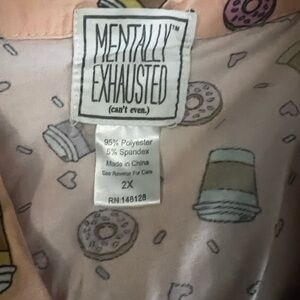 MENTALLY™
EXHAUSTED
(can't even.)
95% Polyester
5% Spandex
Made in China
See Reverse For Care
2X
RN 148128